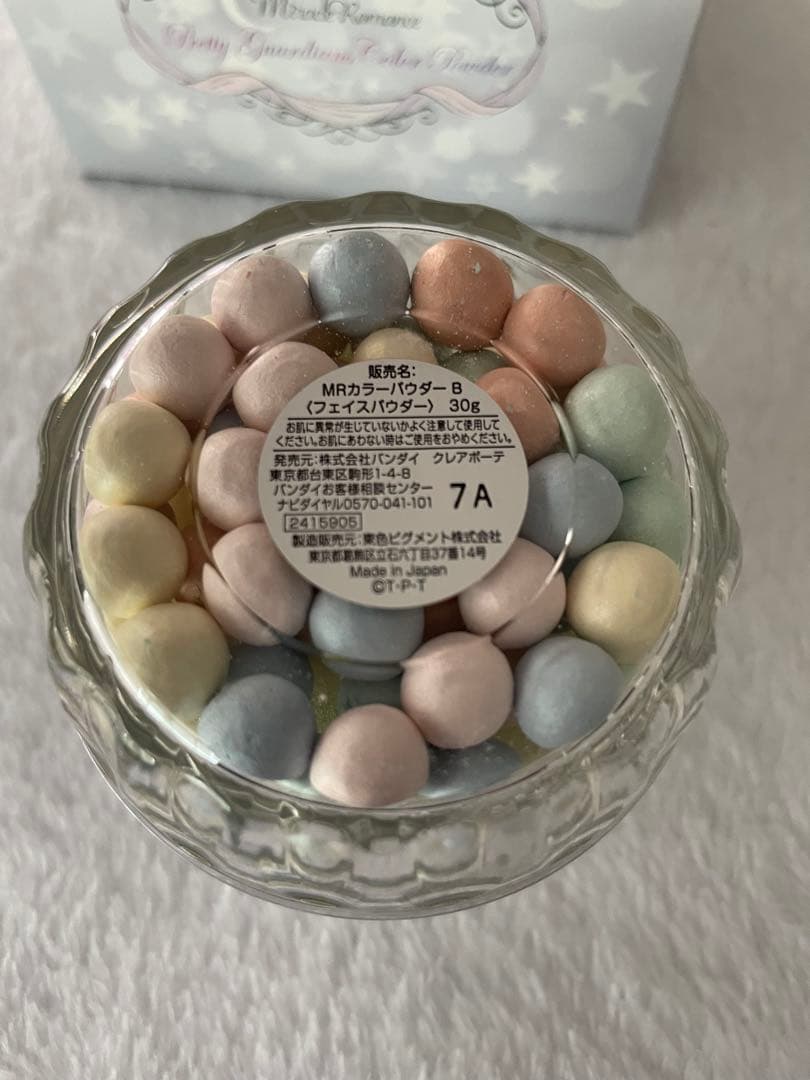 Miracle Romance
Pretty Guardian Color Powder
販売名:
MRカラーパウダー B
〈フェイスパウダー〉 30g
お肌に異常が生じていないかよく注意して使用して
ください。お肌にあわない時はご使用をおやめください。
発売元:株式会社バンダイ クレアボーテ
東京都台東区駒形1-4-8
バンダイお客様相談センター
ナビダイヤル0570-041-101 7A
2415905
製造販売元:東色ピグメント株式会社
東京都葛飾区立石六丁目37番14号
Made in Japan
©T-P-T